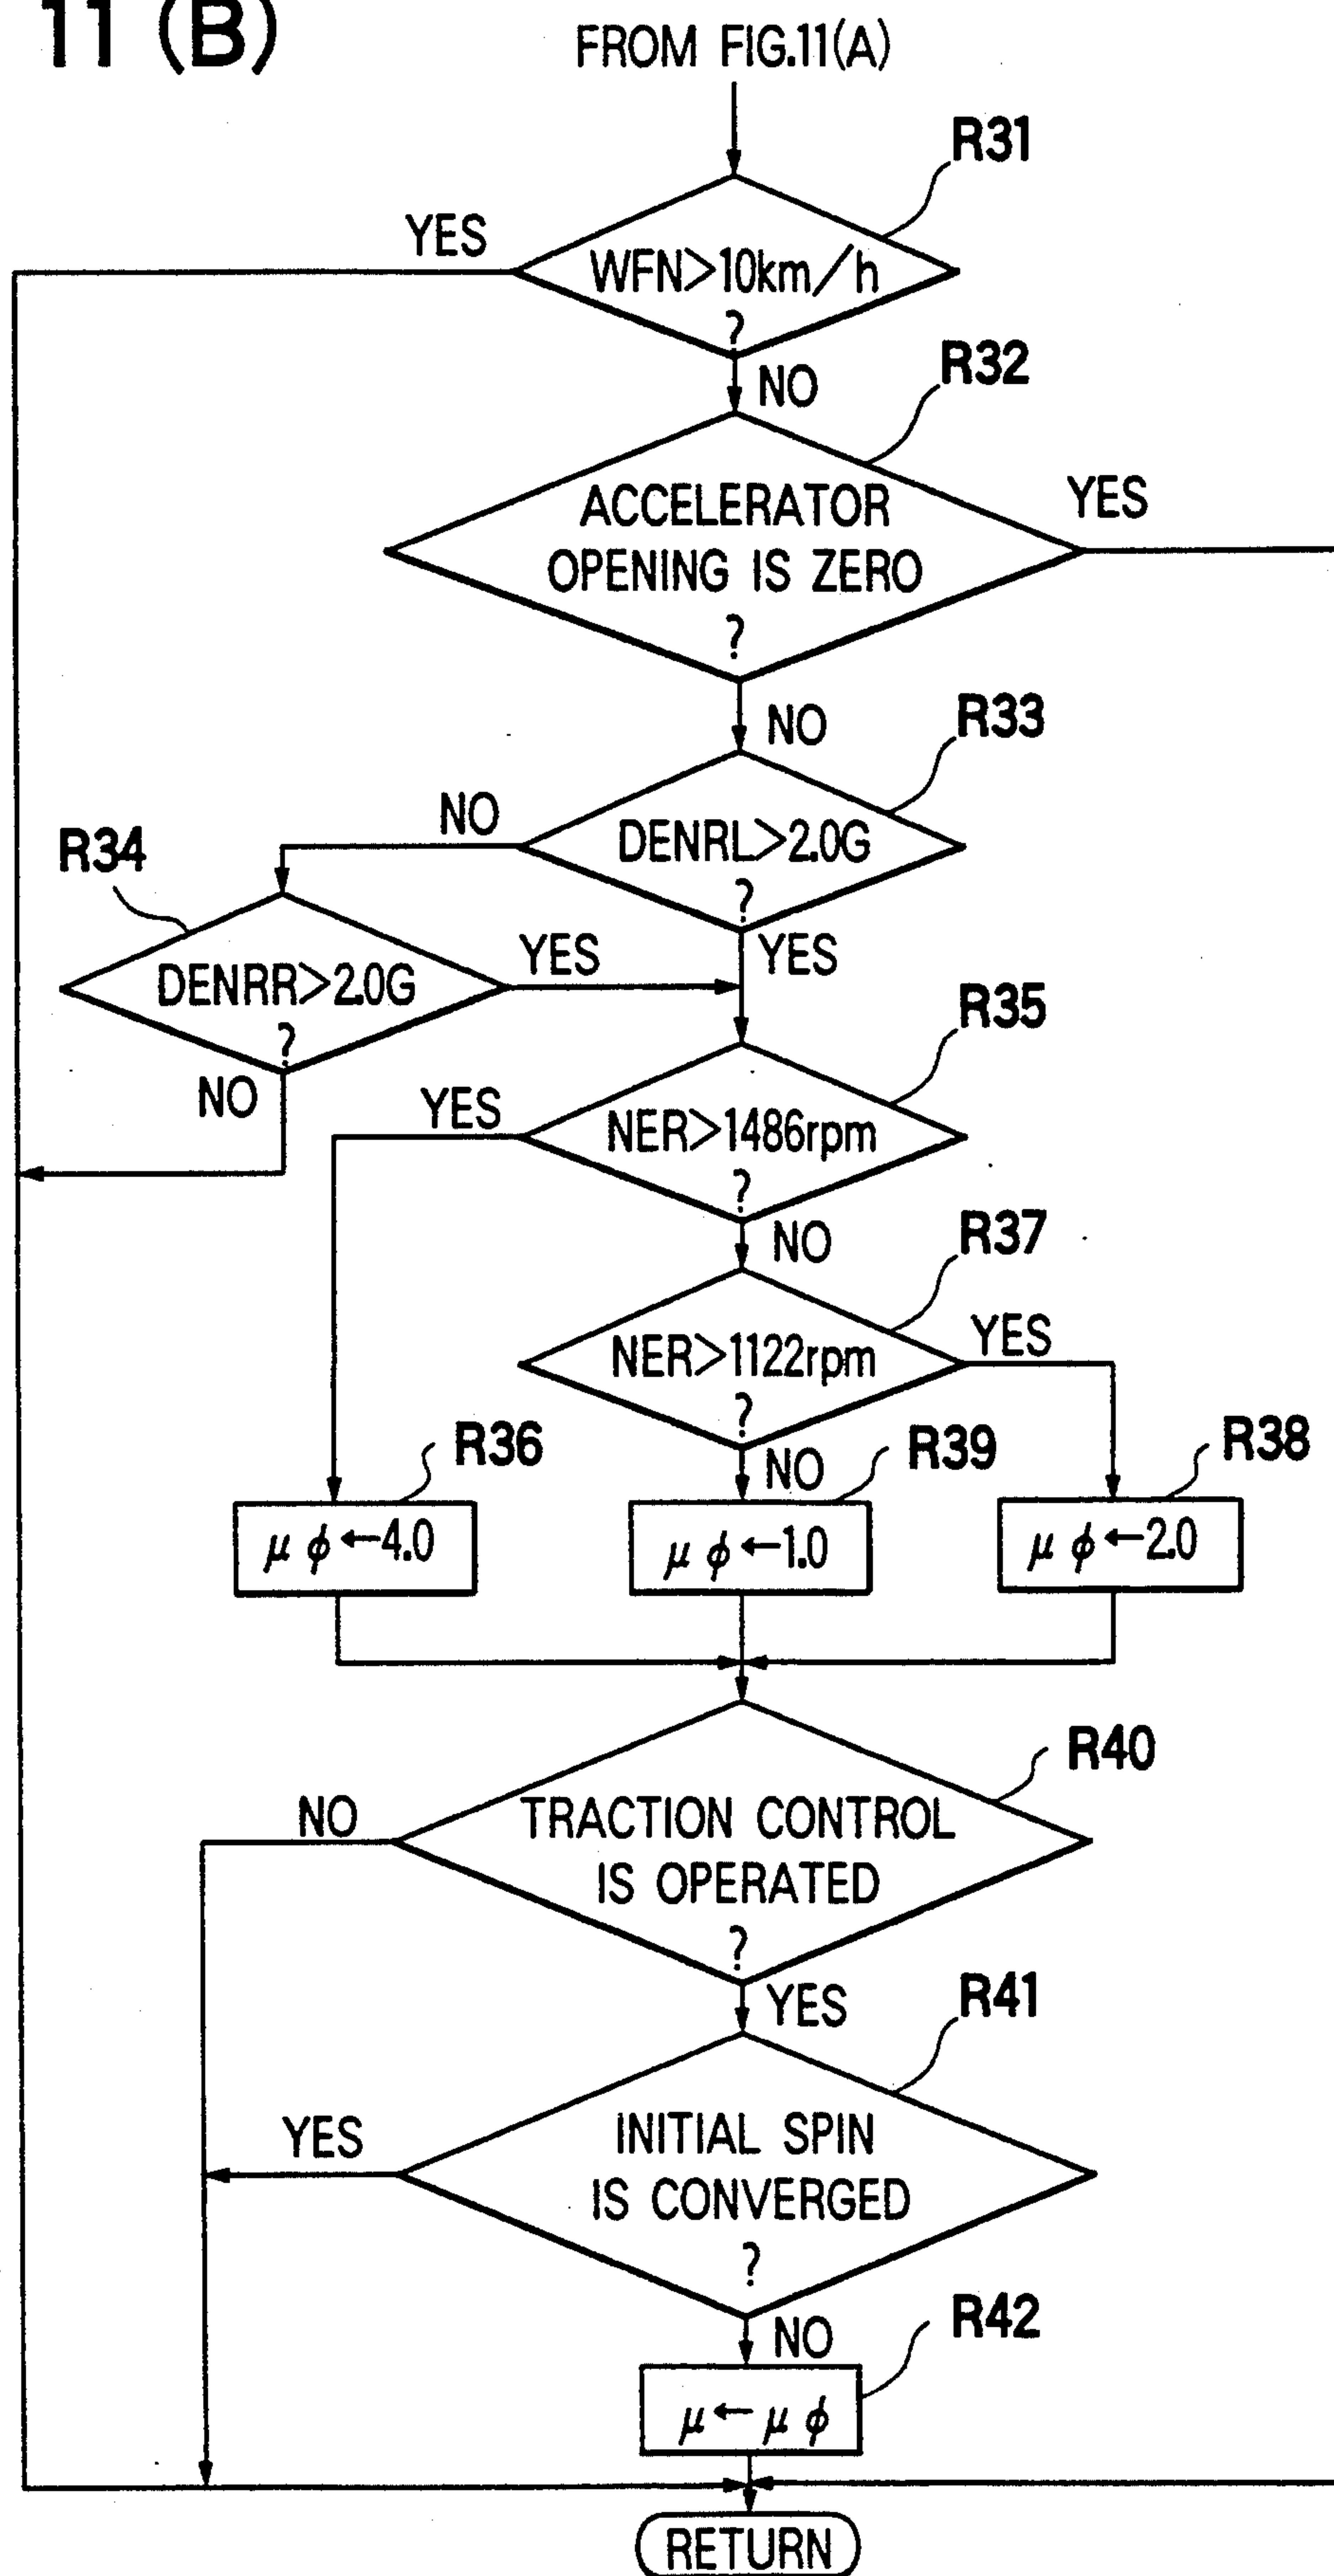 11 (B)
FROM FIG.11(A)
R31
YES
WFN>10km/h
?
NO
R32
ACCELERATOR
OPENING IS ZERO
?
YES
NO
R33
NO
DENRL>2.0G
?
R34
YES
YES
DENRR>2.0G
?
NO
R35
YES
NER>1486rpm
?
NO
R37
YES
NER>1122rpm
?
R36
NO
R39
R38
μ φ←4.0
μ φ←1.0
μ φ←2.0
R40
NO
TRACTION CONTROL
IS OPERATED
?
YES
R41
YES
INITIAL SPIN
IS CONVERGED
?
NO
R42
μ← μ φ
RETURN